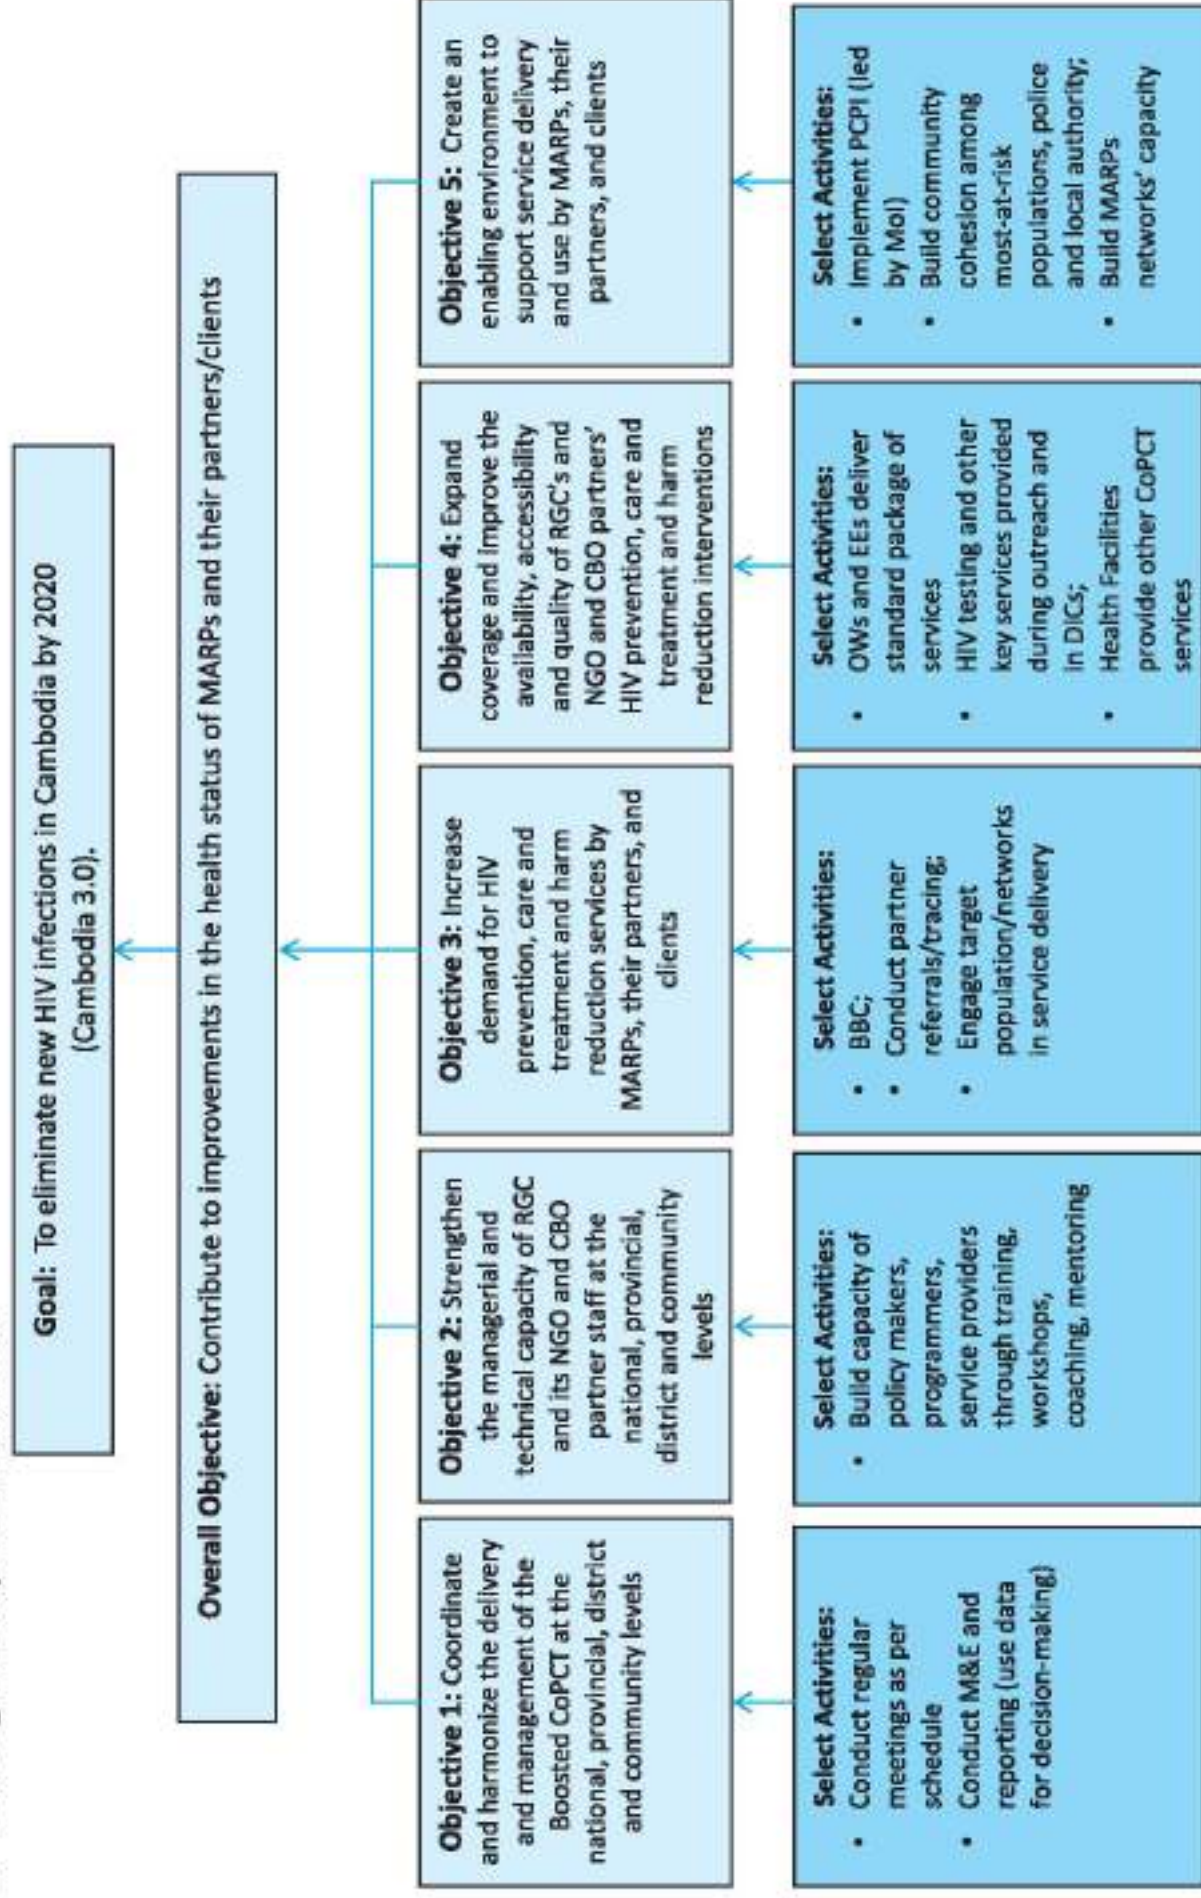 Goal: To eliminate new HIV infections in Cambodia by 2020
(Cambodia 3.0).
Overall Objective: Contribute to improvements in the health status of MARPs and their partners/clients
Objective 1: Coordinate
and harmonize the delivery
and management of the
Boosted CoPCT at the
national, provincial, district
and community levels
Objective 2: Strengthen
the managerial and
technical capacity of RGC
and its NGO and CBO
partner staff at the
national, provincial,
district and community
levels
Objective 3: Increase
demand for HIV
prevention, care and
treatment and harm
reduction services by
MARPs, their partners, and
clients
Objective 4: Expand
coverage and improve the
availability, accessibility
and quality of RGC's and
NGO and CBO partners'
HIV prevention, care and
treatment and harm
reduction interventions
Objective 5: Create an
enabling environment to
support service delivery
and use by MARPs, their
partners, and clients
Select Activities:
• Conduct regular
meetings as per
schedule
• Conduct M&E and
reporting (use data
for decision-making)
Select Activities:
• Build capacity of
policy makers,
programmers,
service providers
through training,
workshops,
coaching, mentoring
Select Activities:
• BBC;
• Conduct partner
referrals/tracing;
• Engage target
population/networks
in service delivery
Select Activities:
• OWs and EEs deliver
standard package of
services
• HIV testing and other
key services provided
during outreach and
in DICs;
• Health Facilities
provide other CoPCT
services
Select Activities:
• Implement PCPI (led
by MoI)
• Build community
cohesion among
most-at-risk
populations, police
and local authority;
• Build MARPs
networks' capacity